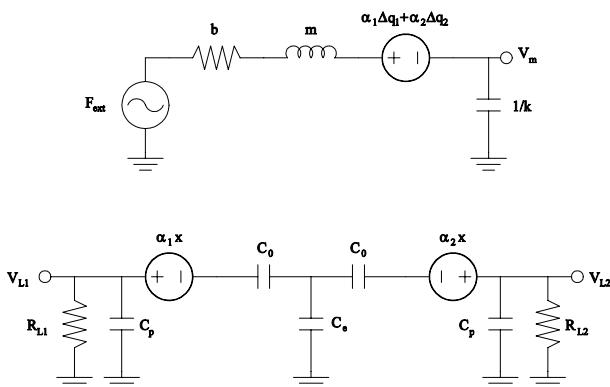 b
m
α₁Δq₁+α₂Δq₂
+
V_m
F_ext
1/k
α₁x
C₀
C₀
α₂x
V_L1
+
+
V_L2
R_L1
C_p
C_e
C_p
R_L2